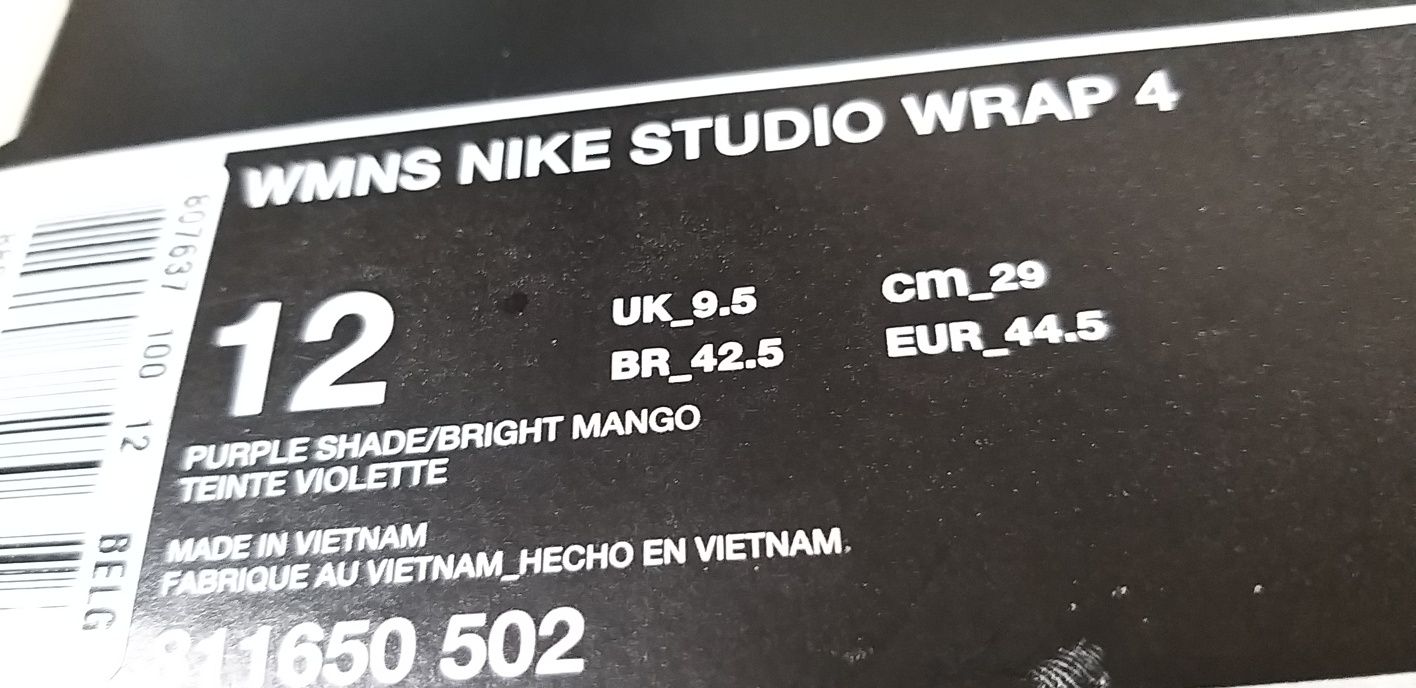 WMNS NIKE STUDIO WRAP 4
12
UK_9.5
cm_29
BR_42.5
EUR_44.5
PURPLE SHADE/BRIGHT MANGO
TEINTE VIOLETTE
MADE IN VIETNAM
FABRIQUE AU VIETNAM_HECHO EN VIETNAM.
811650 502
807637 100 12 BELG